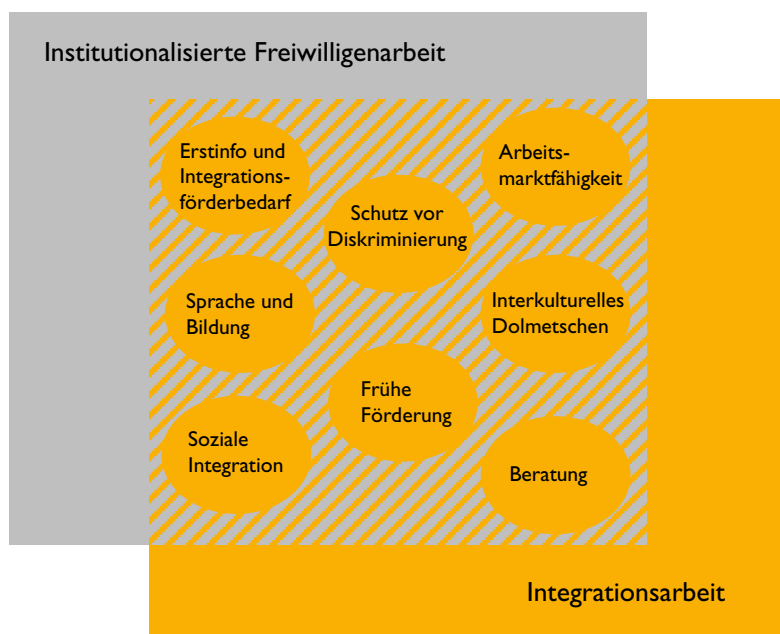 Institutionalisierte Freiwilligenarbeit
Erstinfo und
Integrations-
förderbedarf
Arbeits-
marktfähigkeit
Schutz vor
Diskriminierung
Sprache und
Bildung
Interkulturelles
Dolmetschen
Frühe
Förderung
Soziale
Integration
Beratung
Integrationsarbeit